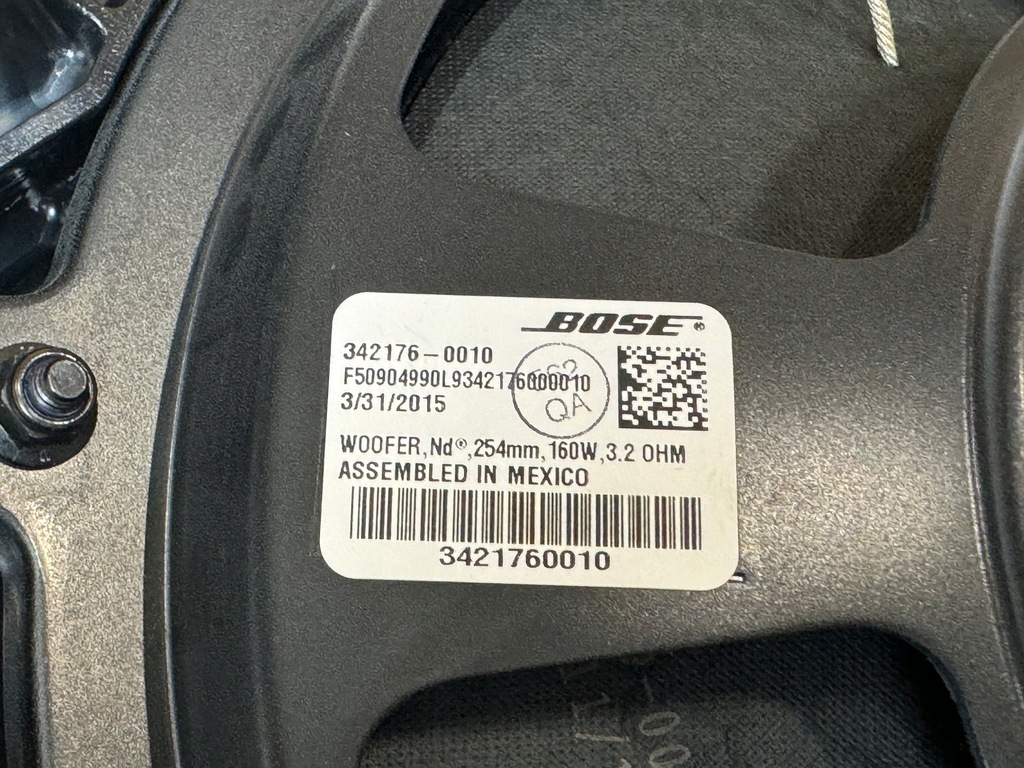 BOSE®
342176-0010
F50904990L9342176000010
3/31/2015
QA
WOOFER,Nd®,254mm,160W,3.2 OHM
ASSEMBLED IN MEXICO
3421760010